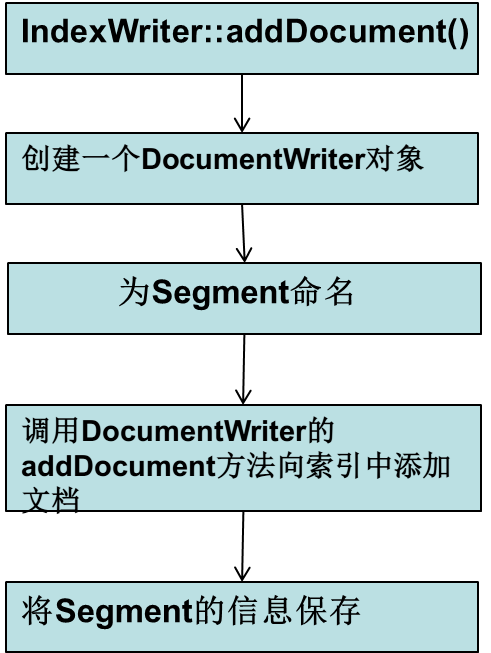 IndexWriter::addDocument()
创建一个DocumentWriter对象
为Segment命名
调用DocumentWriter的
addDocument方法向索引中添加
文档
将Segment的信息保存